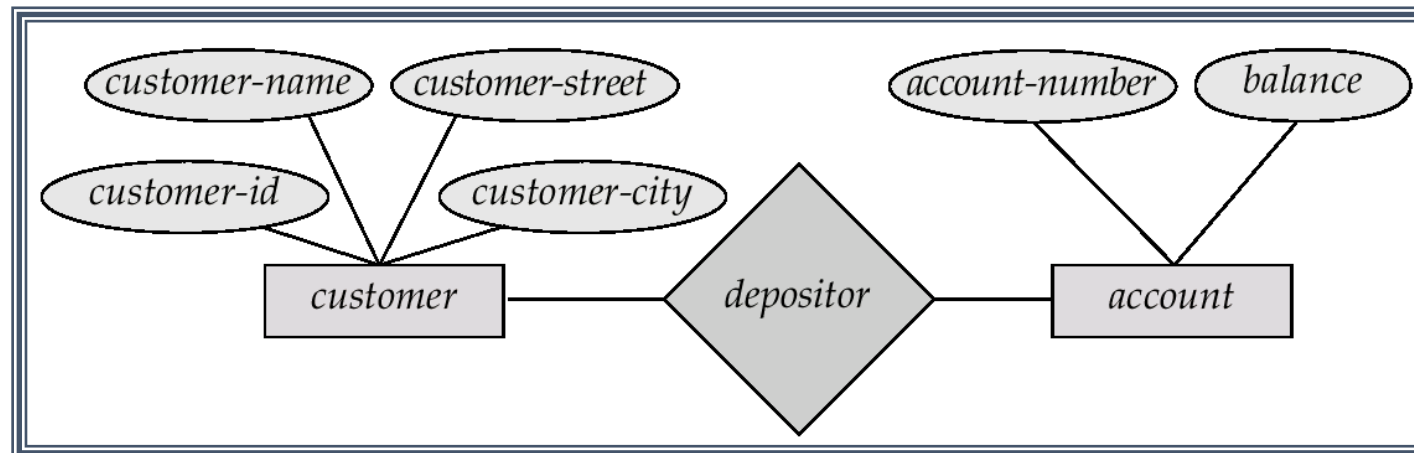 customer-name
customer-street
account-number
balance
customer-id
customer-city
customer
depositor
account